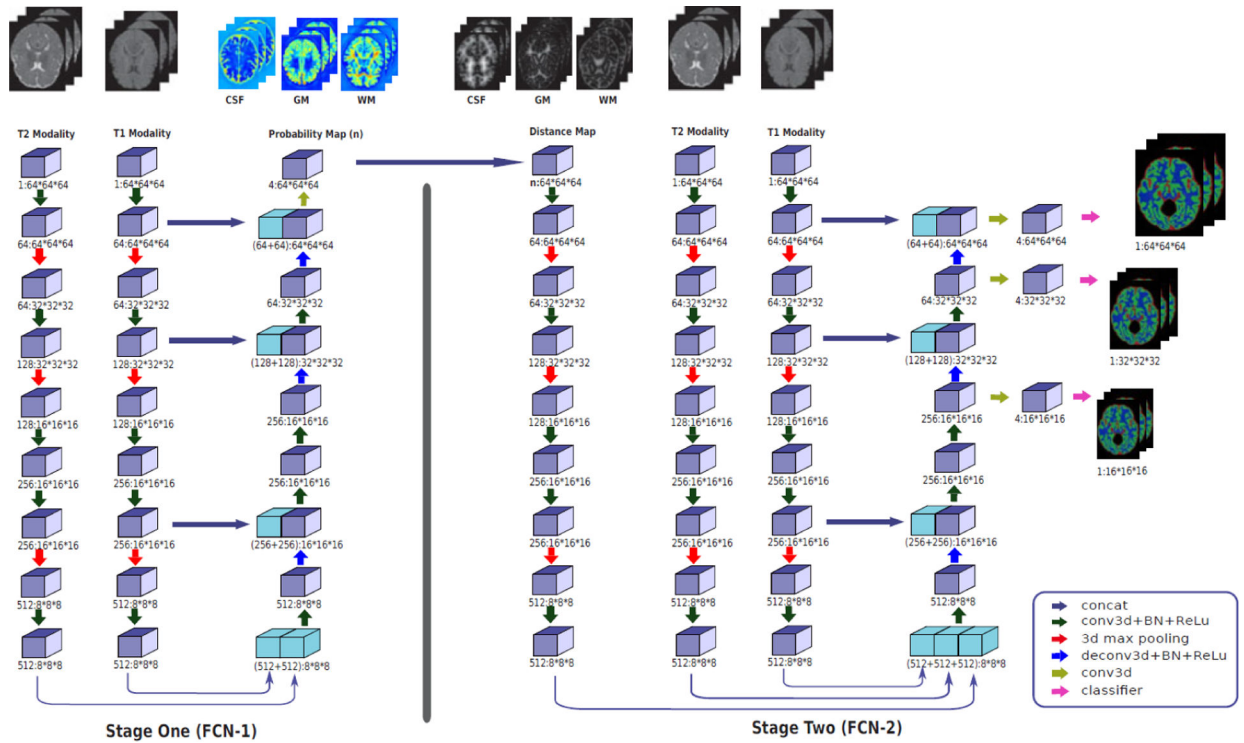 CSF GM WM
CSF GM WM
T2 Modality T1 Modality Probability Map (n) Distance Map T2 Modality T1 Modality
1:64*64*64 1:64*64*64 4:64*64*64 n:64*64*64 1:64*64*64 1:64*64*64
64:64*64*64 64:64*64*64 (64+64):64*64*64 64:64*64*64 64:64*64*64 64:64*64*64 (64+64):64*64*64 4:64*64*64 1:64*64*64
64:32*32*32 64:32*32*32 64:32*32*32 64:32*32*32 64:32*32*32 64:32*32*32 64:32*32*32 4:32*32*32
128:32*32*32 128:32*32*32 (128+128):32*32*32 128:32*32*32 128:32*32*32 128:32*32*32 (128+128):32*32*32 1:32*32*32
128:16*16*16 128:16*16*16 256:16*16*16 128:16*16*16 128:16*16*16 128:16*16*16 256:16*16*16 4:16*16*16
256:16*16*16 256:16*16*16 256:16*16*16 256:16*16*16 256:16*16*16 256:16*16*16 256:16*16*16 1:16*16*16
256:16*16*16 256:16*16*16 (256+256):16*16*16 256:16*16*16 256:16*16*16 256:16*16*16 (256+256):16*16*16
512:8*8*8 512:8*8*8 512:8*8*8 512:8*8*8 512:8*8*8 512:8*8*8 512:8*8*8
512:8*8*8 512:8*8*8 (512+512):8*8*8 512:8*8*8 512:8*8*8 512:8*8*8 (512+512+512):8*8*8
concat
conv3d+BN+ReLu
3d max pooling
deconv3d+BN+ReLu
conv3d
classifier
Stage One (FCN-1) Stage Two (FCN-2)